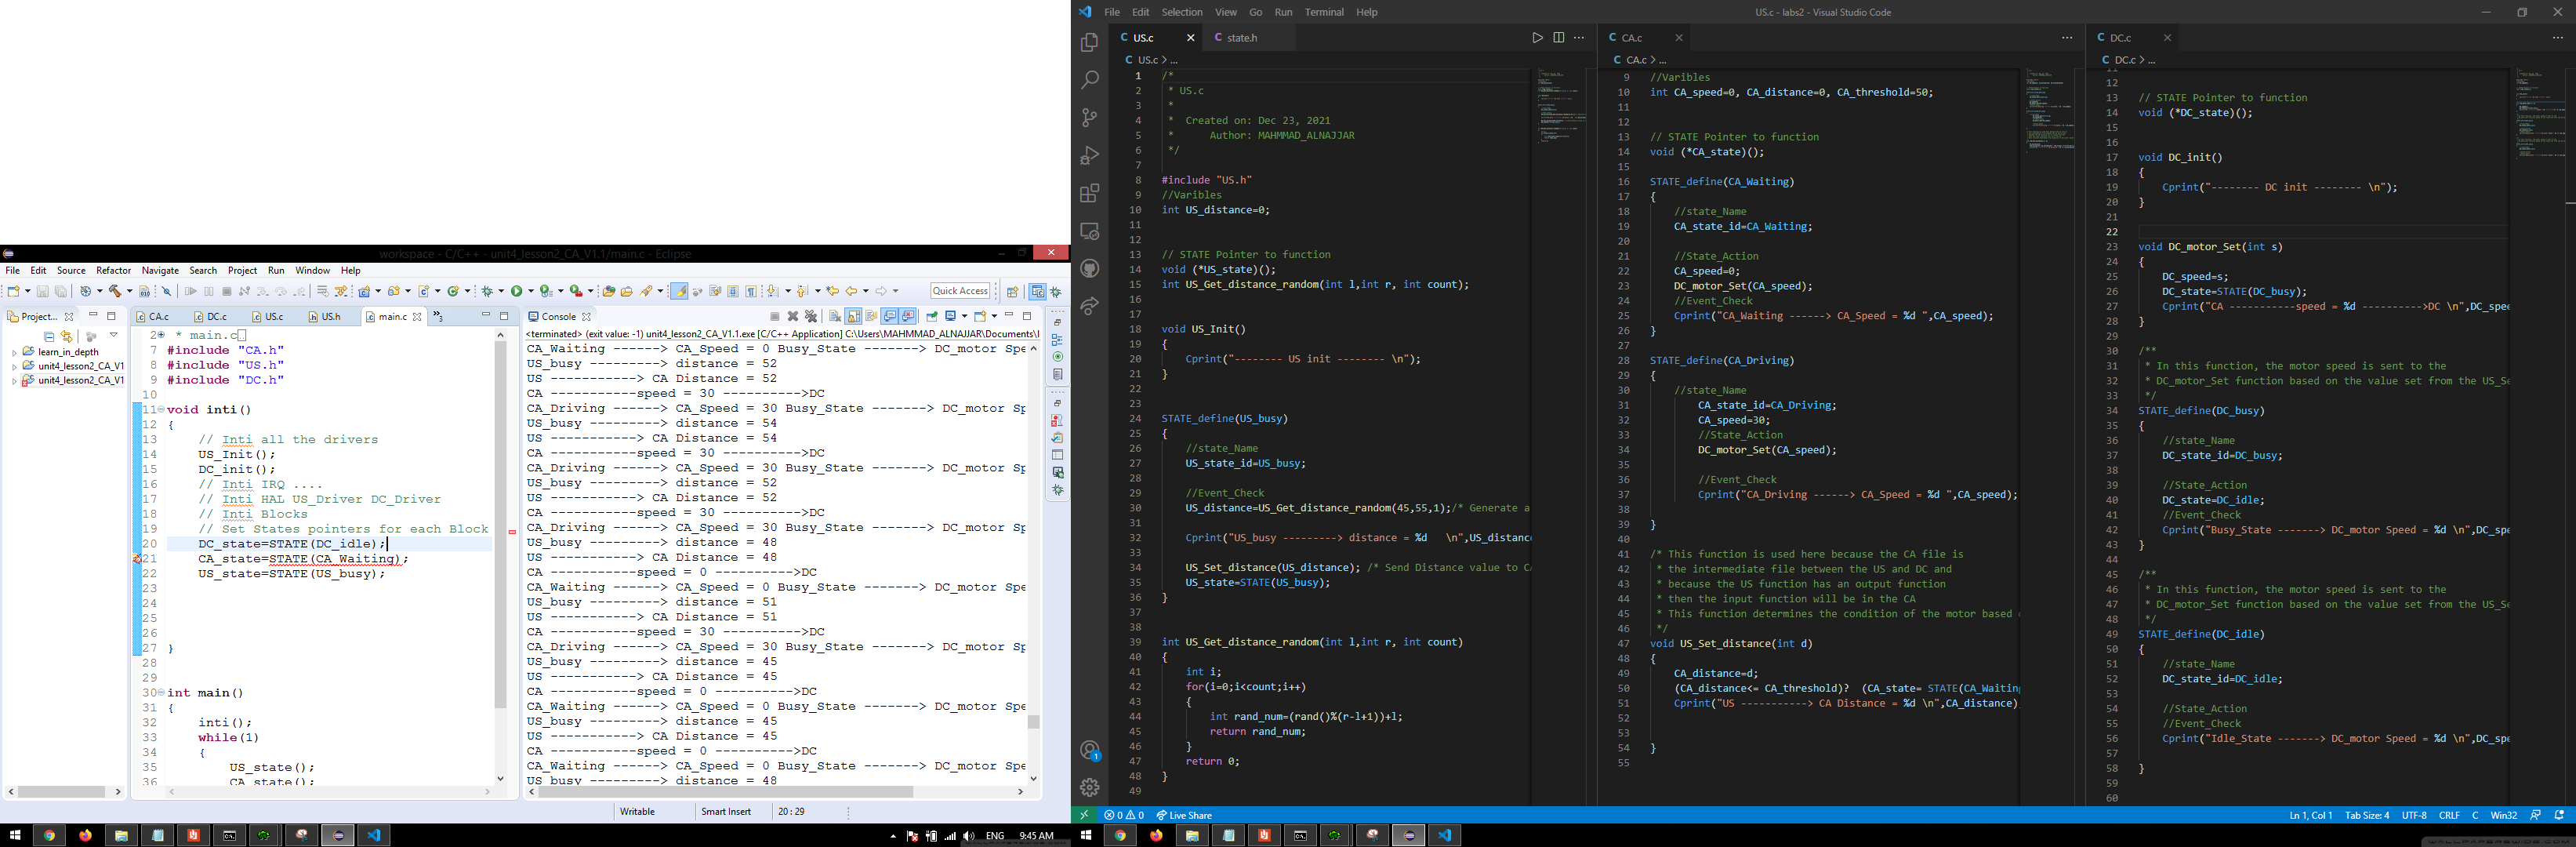 workspace - C/C++ - unit4_lesson2_CA_V1.1/main.c - Eclipse
File Edit Source Refactor Navigate Search Project Run Window Help
Quick Access
Project...
CA.c DC.c US.c US.h main.c
learn_in_depth
unit4_lesson2_CA_V1
unit4_lesson2_CA_V1
2 * main.c
7 #include "CA.h"
8 #include "US.h"
9 #include "DC.h"
10
11 void inti()
12 {
13 // Inti all the drivers
14 US_Init();
15 DC_init();
16 // Inti IRQ ....
17 // Inti HAL US_Driver DC_Driver
18 // Inti Blocks
19 // Set States pointers for each Block
20 DC_state=STATE(DC_idle);
21 CA_state=STATE(CA_Waiting);
22 US_state=STATE(US_busy);
23
24
25
26
27 }
28
29
30 int main()
31 {
32 inti();
33 while(1)
34 {
35 US_state();
36 CA_state();
Console
<terminated> (exit value: -1) unit4_lesson2_CA_V1.1.exe [C/C++ Application] C:\Users\MAHMMAD_ALNAJJAR\Documents\
CA_Waiting ------> CA_Speed = 0 Busy_State -------> DC_motor Spe
US_busy ---------> distance = 52
US -----------> CA Distance = 52
CA -----------speed = 30 ---------->DC
CA_Driving ------> CA_Speed = 30 Busy_State -------> DC_motor Sp
US_busy ---------> distance = 54
US -----------> CA Distance = 54
CA -----------speed = 30 ---------->DC
CA_Driving ------> CA_Speed = 30 Busy_State -------> DC_motor Sp
US_busy ---------> distance = 52
US -----------> CA Distance = 52
CA -----------speed = 30 ---------->DC
CA_Driving ------> CA_Speed = 30 Busy_State -------> DC_motor Sp
US_busy ---------> distance = 48
US -----------> CA Distance = 48
CA -----------speed = 0 ---------->DC
CA_Waiting ------> CA_Speed = 0 Busy_State -------> DC_motor Spe
US_busy ---------> distance = 51
US -----------> CA Distance = 51
CA -----------speed = 30 ---------->DC
CA_Driving ------> CA_Speed = 30 Busy_State -------> DC_motor Sp
US_busy ---------> distance = 45
US -----------> CA Distance = 45
CA -----------speed = 0 ---------->DC
CA_Waiting ------> CA_Speed = 0 Busy_State -------> DC_motor Spe
US_busy ---------> distance = 45
US -----------> CA Distance = 45
CA -----------speed = 0 ---------->DC
CA_Waiting ------> CA_Speed = 0 Busy_State -------> DC_motor Spe
US_busy ---------> distance = 48
Writable Smart Insert 20 : 29
ENG 9:45 AM
File Edit Selection View Go Run Terminal Help
US.c - labs2 - Visual Studio Code
US.c state.h
US.c > ...
1 /*
2 * US.c
3 *
4 * Created on: Dec 23, 2021
5 * Author: MAHMMAD_ALNAJJAR
6 */
7
8 #include "US.h"
9 //Varibles
10 int US_distance=0;
11
12
13 // STATE Pointer to function
14 void (*US_state)();
15 int US_Get_distance_random(int l,int r, int count);
16
17
18 void US_Init()
19 {
20 Cprint("-------- US init -------- \n");
21 }
22
23
24 STATE_define(US_busy)
25 {
26 //state_Name
27 US_state_id=US_busy;
28
29 //Event_Check
30 US_distance=US_Get_distance_random(45,55,1);/* Generate a
31
32 Cprint("US_busy ---------> distance = %d \n",US_distanc
33
34 US_Set_distance(US_distance); /* Send Distance value to C
35 US_state=STATE(US_busy);
36 }
37
38
39 int US_Get_distance_random(int l,int r, int count)
40 {
41 int i;
42 for(i=0;i<count;i++)
43 {
44 int rand_num=(rand()%(r-l+1))+l;
45 return rand_num;
46 }
47 return 0;
48 }
49
CA.c
CA.c > ...
9 //Varibles
10 int CA_speed=0, CA_distance=0, CA_threshold=50;
11
12
13 // STATE Pointer to function
14 void (*CA_state)();
15
16 STATE_define(CA_Waiting)
17 {
18 //state_Name
19 CA_state_id=CA_Waiting;
20
21 //State_Action
22 CA_speed=0;
23 DC_motor_Set(CA_speed);
24 //Event_Check
25 Cprint("CA_Waiting ------> CA_Speed = %d ",CA_speed);
26 }
27
28 STATE_define(CA_Driving)
29 {
30 //state_Name
31 CA_state_id=CA_Driving;
32 CA_speed=30;
33 //State_Action
34 DC_motor_Set(CA_speed);
35
36 //Event_Check
37 Cprint("CA_Driving ------> CA_Speed = %d ",CA_speed);
38
39 }
40
41 /* This function is used here because the CA file is
42 * the intermediate file between the US and DC and
43 * because the US function has an output function
44 * then the input function will be in the CA
45 * This function determines the condition of the motor based
46 */
47 void US_Set_distance(int d)
48 {
49 CA_distance=d;
50 (CA_distance<= CA_threshold)? (CA_state= STATE(CA_Waitin
51 Cprint("US -----------> CA Distance = %d \n",CA_distance)
52
53
54 }
55
DC.c
DC.c > ...
11
12
13 // STATE Pointer to function
14 void (*DC_state)();
15
16
17 void DC_init()
18 {
19 Cprint("-------- DC init -------- \n");
20 }
21
22
23 void DC_motor_Set(int s)
24 {
25 DC_speed=s;
26 DC_state=STATE(DC_busy);
27 Cprint("CA -----------speed = %d ---------->DC \n",DC_spe
28 }
29
30 /**
31 * In this function, the motor speed is sent to the
32 * DC_motor_Set function based on the value set from the US_Se
33 */
34 STATE_define(DC_busy)
35 {
36 //state_Name
37 DC_state_id=DC_busy;
38
39 //State_Action
40 DC_state=DC_idle;
41 //Event_Check
42 Cprint("Busy_State -------> DC_motor Speed = %d \n",DC_sp
43 }
44
45 /**
46 * In this function, the motor speed is sent to the
47 * DC_motor_Set function based on the value set from the US_Se
48 */
49 STATE_define(DC_idle)
50 {
51 //state_Name
52 DC_state_id=DC_idle;
53
54 //State_Action
55 //Event_Check
56 Cprint("Idle_State -------> DC_motor Speed = %d \n",DC_sp
57
58 }
59
60
0 0 Live Share
Ln 1, Col 1 Tab Size: 4 UTF-8 CRLF C Win32